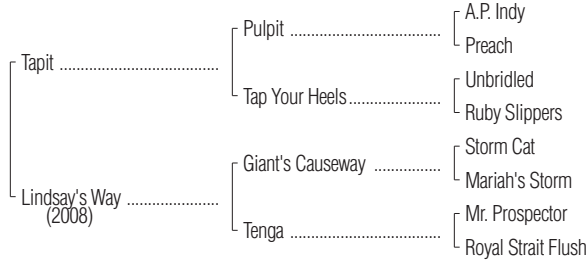 A.P. Indy
Pulpit ........................................
Preach
Tapit ..........................................
Unbridled
Tap Your Heels........................
Ruby Slippers
Storm Cat
Giant's Causeway .................
Mariah's Storm
Lindsay's Way ........................
(2008)
Mr. Prospector
Tenga ........................................
Royal Strait Flush